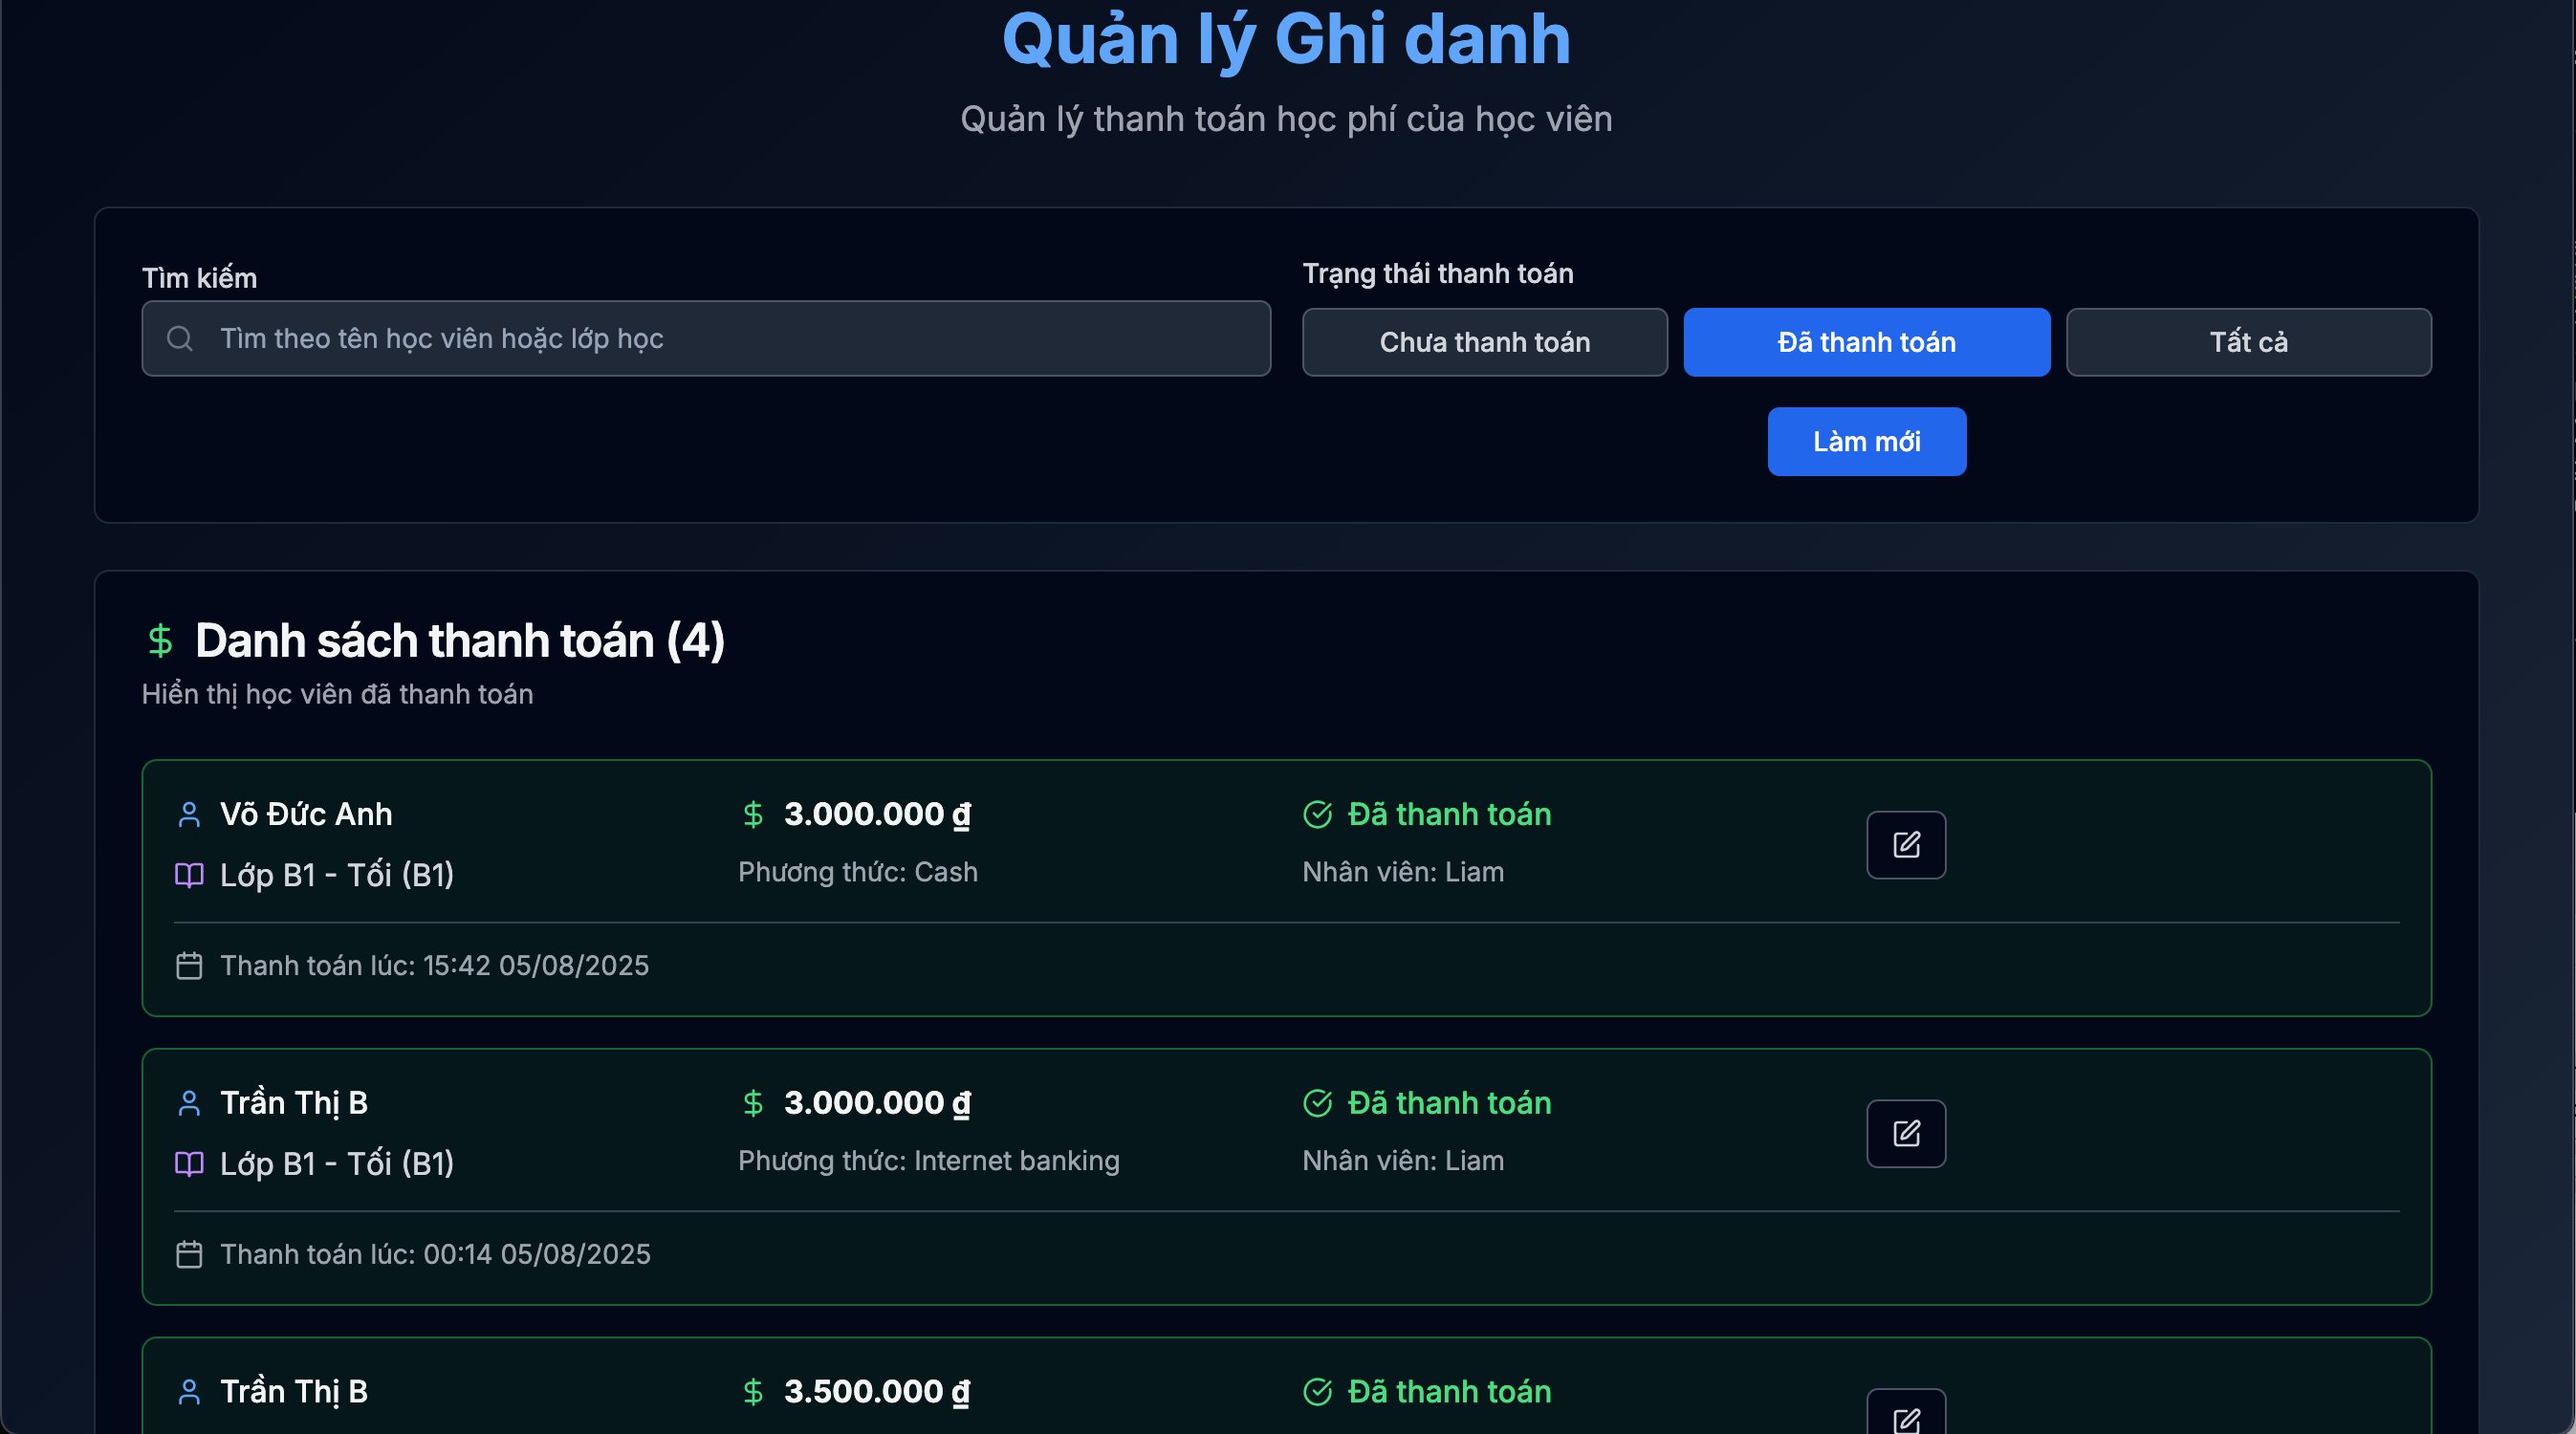 Quản lý Ghi danh
Quản lý thanh toán học phí của học viên
Tìm kiếm
Tìm theo tên học viên hoặc lớp học
Trạng thái thanh toán
Chưa thanh toán
Đã thanh toán
Tất cả
Làm mới
$ Danh sách thanh toán (4)
Hiển thị học viên đã thanh toán
Võ Đức Anh
Lớp B1 - Tối (B1)
$ 3.000.000 ₫
Phương thức: Cash
Đã thanh toán
Nhân viên: Liam
Thanh toán lúc: 15:42 05/08/2025
Trần Thị B
Lớp B1 - Tối (B1)
$ 3.000.000 ₫
Phương thức: Internet banking
Đã thanh toán
Nhân viên: Liam
Thanh toán lúc: 00:14 05/08/2025
Trần Thị B
$ 3.500.000 ₫
Đã thanh toán